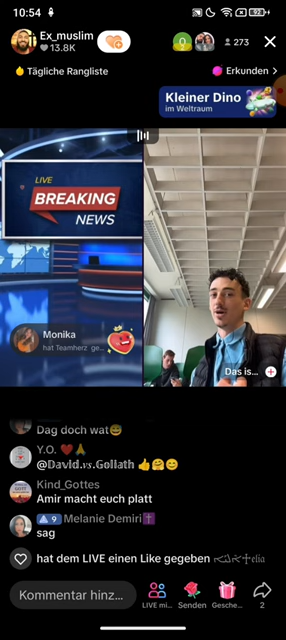 10:54
92
Ex_muslim
13.8K
273
Tägliche Rangliste
Erkunden >
Kleiner Dino
im Weltraum
LIVE
BREAKING
NEWS
Monika
hat Teamherz ge...
Das is...
Dag doch wat😅
Y.O. ❤️🙏
@David.vs.Goliath 👍🤗😊
Kind_Gottes
Amir macht euch platt
9 Melanie Demiri✝️
sag
hat dem LIVE einen Like gegeben
Kommentar hinz...
LIVE mi...
Senden
Gesche...
2